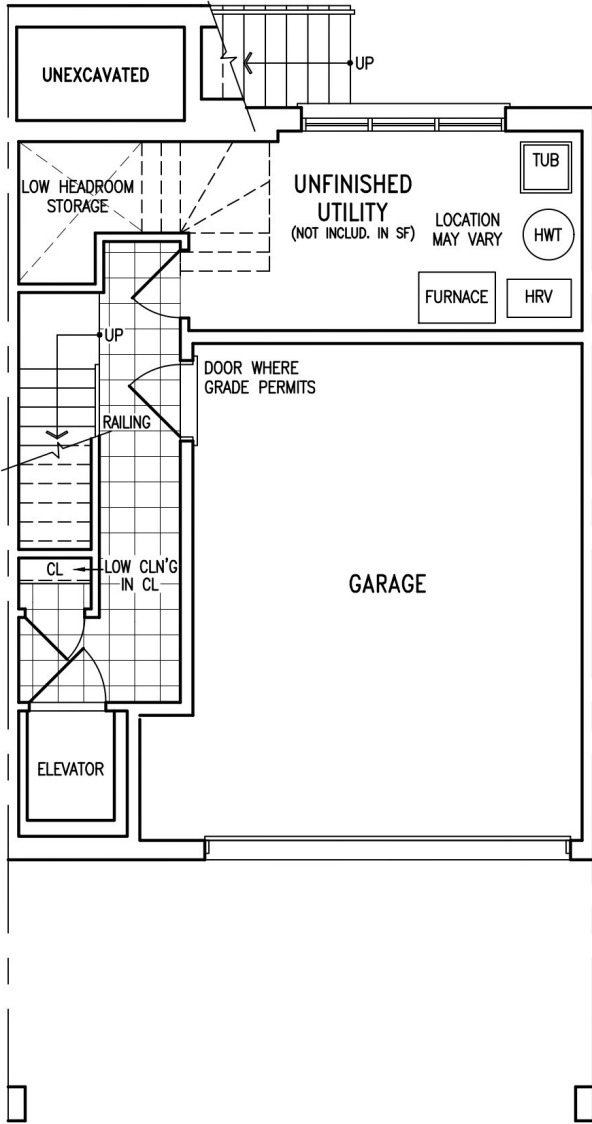 UNEXCAVATED
UP
LOW HEADROOM
STORAGE
UNFINISHED
UTILITY
(NOT INCLUD. IN SF)
LOCATION
MAY VARY
TUB
HWT
FURNACE
HRV
UP
DOOR WHERE
GRADE PERMITS
RAILING
CL
LOW CLN'G
IN CL
GARAGE
ELEVATOR